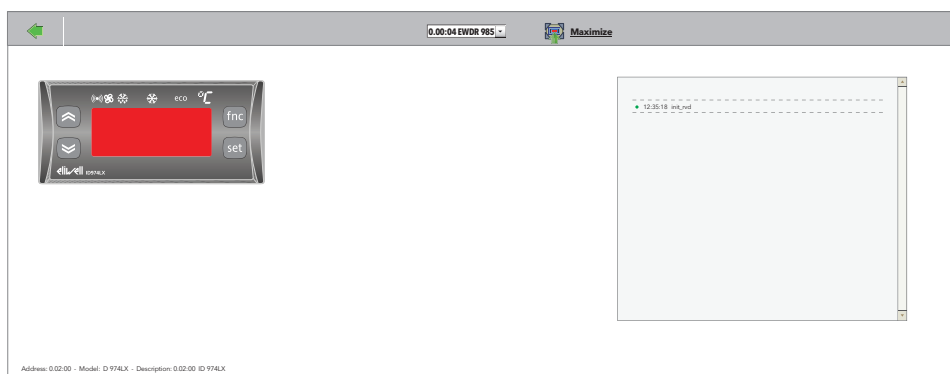 0.00:04 EWDR 985
Maximize
eco °C
fnc
set
eliwell ID974LX
12:35:18 init_rvd
Address: 0.02:00 - Model: D 974LX - Description: 0.02:00 ID 974LX